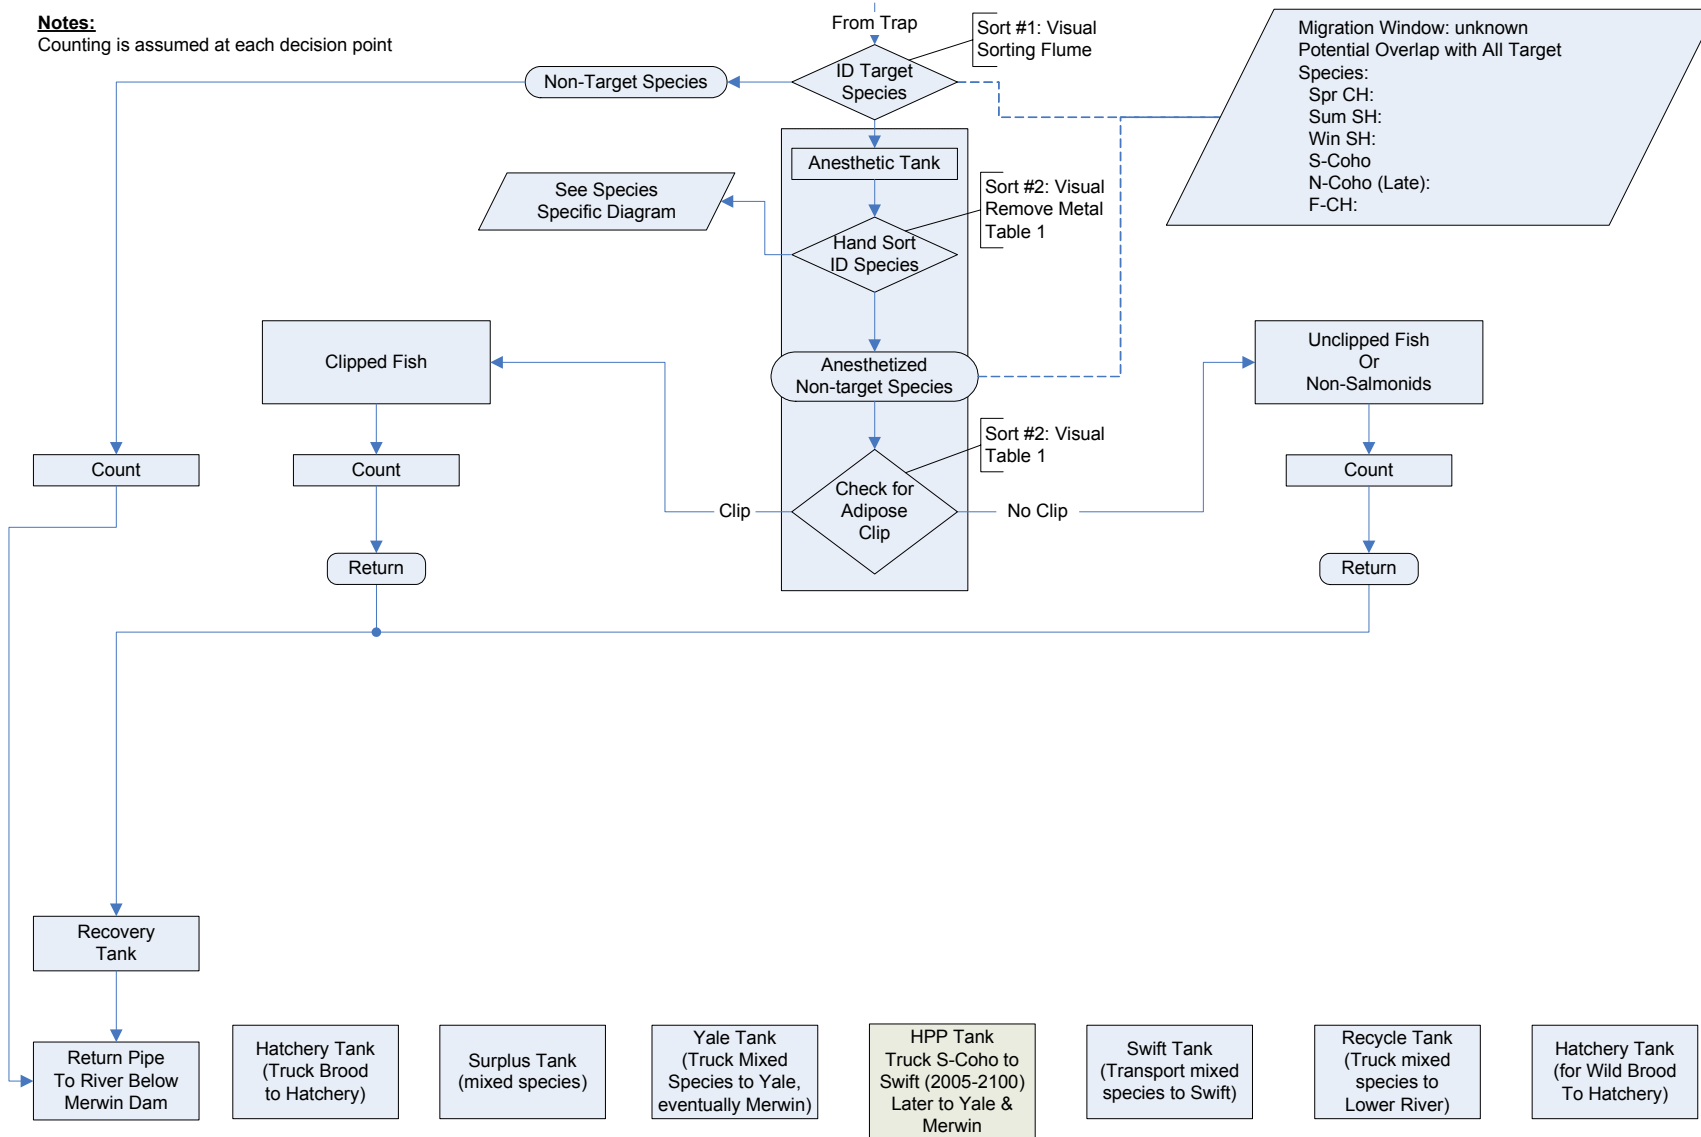 Notes:
Counting is assumed at each decision point
From Trap
Sort #1: Visual
Sorting Flume
Migration Window: unknown
Potential Overlap with All Target
Species:
Spr CH:
Sum SH:
Win SH:
S-Coho
N-Coho (Late):
F-CH:
Non-Target Species
ID Target
Species
Anesthetic Tank
See Species
Specific Diagram
Sort #2: Visual
Remove Metal
Table 1
Hand Sort
ID Species
Clipped Fish
Anesthetized
Non-target Species
Unclipped Fish
Or
Non-Salmonids
Sort #2: Visual
Table 1
Count
Count
Count
Check for
Adipose
Clip
Clip
No Clip
Return
Return
Recovery
Tank
Return Pipe
To River Below
Merwin Dam
Hatchery Tank
(Truck Brood
to Hatchery)
Surplus Tank
(mixed species)
Yale Tank
(Truck Mixed
Species to Yale,
eventually Merwin)
HPP Tank
Truck S-Coho to
Swift (2005-2100)
Later to Yale &
Merwin
Swift Tank
(Transport mixed
species to Swift)
Recycle Tank
(Truck mixed
species to
Lower River)
Hatchery Tank
(for Wild Brood
To Hatchery)